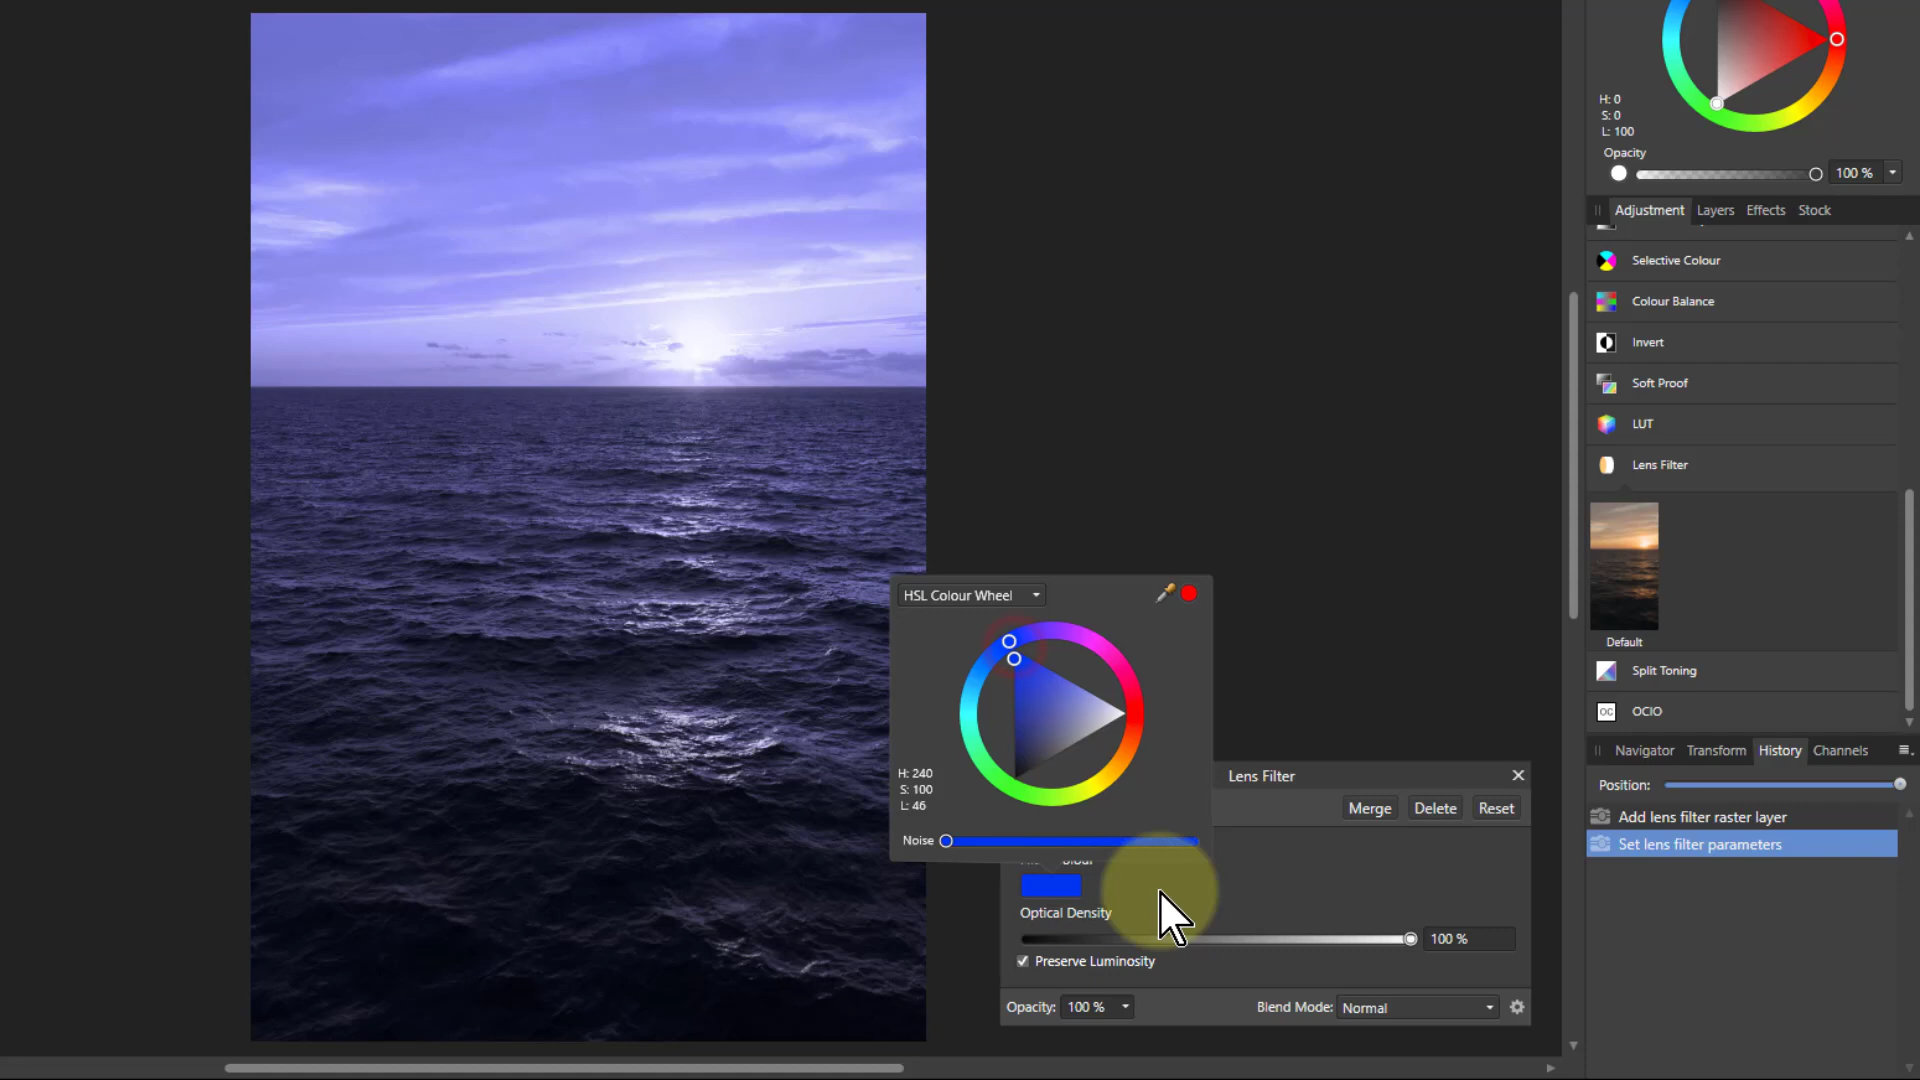 H: 0
S: 0
L: 100
Opacity
100 %
Adjustment Layers Effects Stock
Selective Colour
Colour Balance
Invert
Soft Proof
LUT
Lens Filter
Default
Split Toning
OC OCIO
Navigator Transform History Channels
Position:
Add lens filter raster layer
Set lens filter parameters
HSL Colour Wheel
H: 240
S: 100
L: 46
Noise
Lens Filter
Merge Delete Reset
Optical Density
100 %
Preserve Luminosity
Opacity: 100 % Blend Mode: Normal